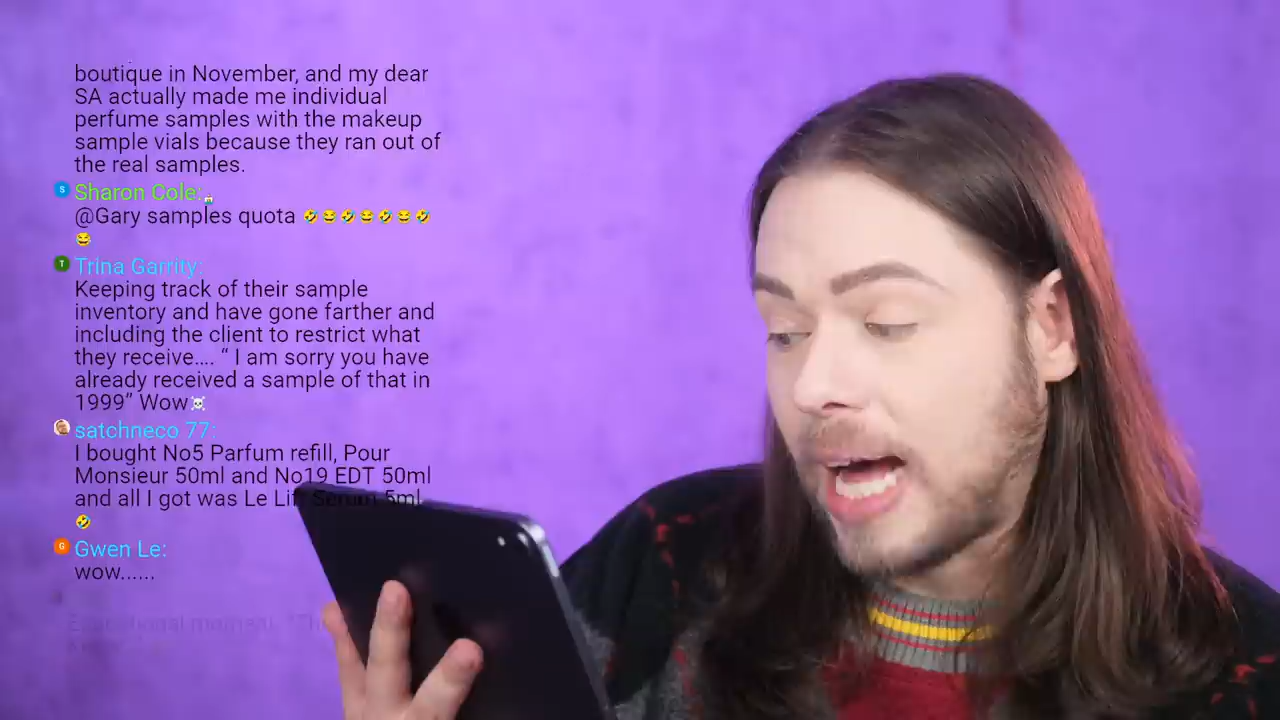 boutique in November, and my dear
SA actually made me individual
perfume samples with the makeup
sample vials because they ran out of
the real samples.
S
Sharon Cole:
@Gary samples quota 🤣😂🤣😂🤣😂🤣
😂
T
Trina Garrity:
Keeping track of their sample
inventory and have gone farther and
including the client to restrict what
they receive.... “ I am sorry you have
already received a sample of that in
1999” Wow☠
satchneco 77:
I bought No5 Parfum refill, Pour
Monsieur 50ml and No19 EDT 50ml
and all I got was Le Lift Serum 5ml
🤣
G
Gwen Le:
wow......